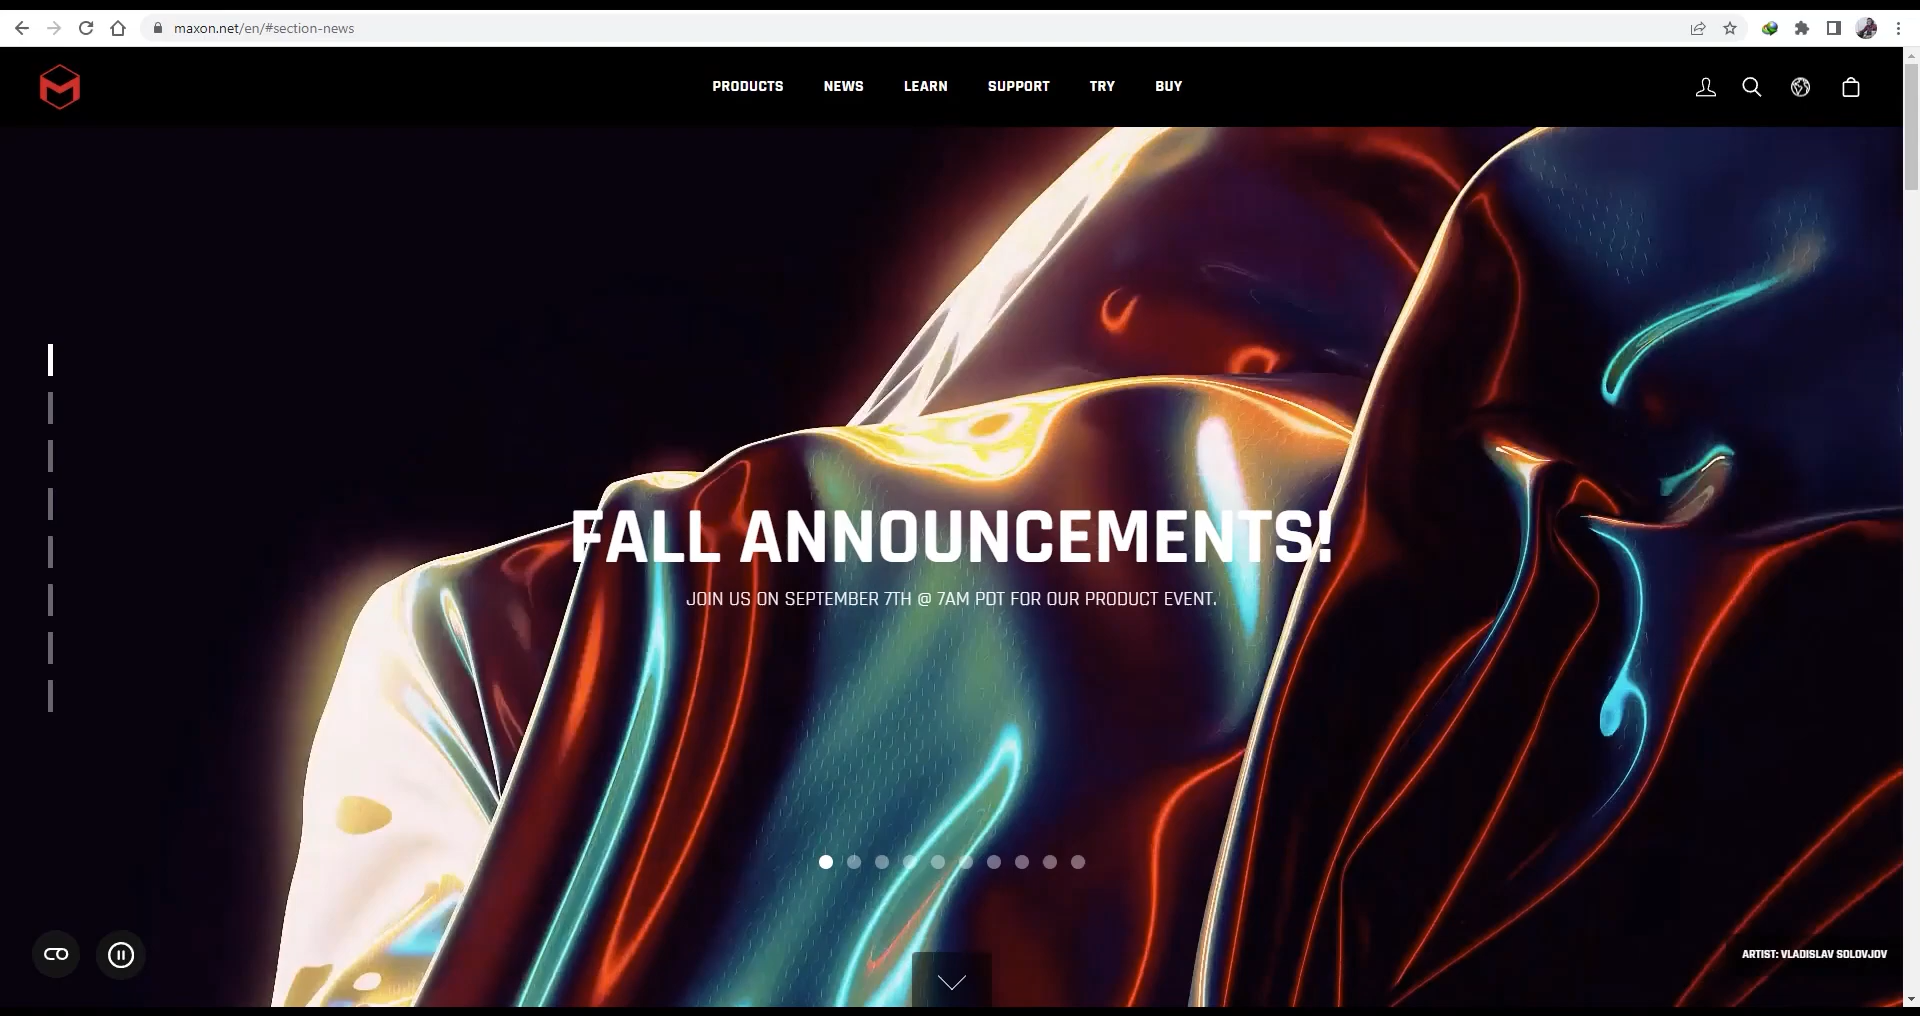 maxon.net/en/#section-news
PRODUCTS NEWS LEARN SUPPORT TRY BUY
FALL ANNOUNCEMENTS!
JOIN US ON SEPTEMBER 7TH @ 7AM PDT FOR OUR PRODUCT EVENT.
ARTIST: VLADISLAV SOLOVJOV